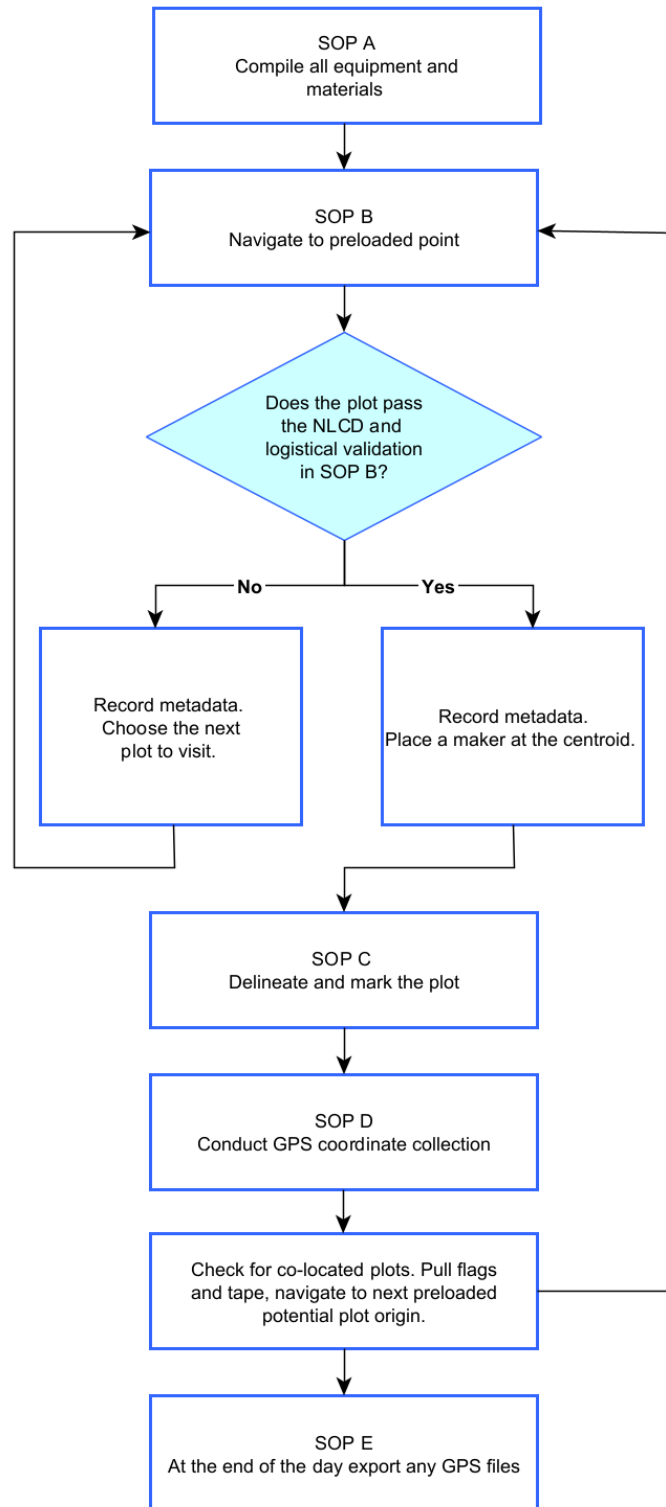 SOP A
Compile all equipment and
materials
SOP B
Navigate to preloaded point
Does the plot pass
the NLCD and
logistical validation
in SOP B?
No
Yes
Record metadata.
Choose the next
plot to visit.
Record metadata.
Place a maker at the centroid.
SOP C
Delineate and mark the plot
SOP D
Conduct GPS coordinate collection
Check for co-located plots. Pull flags
and tape, navigate to next preloaded
potential plot origin.
SOP E
At the end of the day export any GPS files